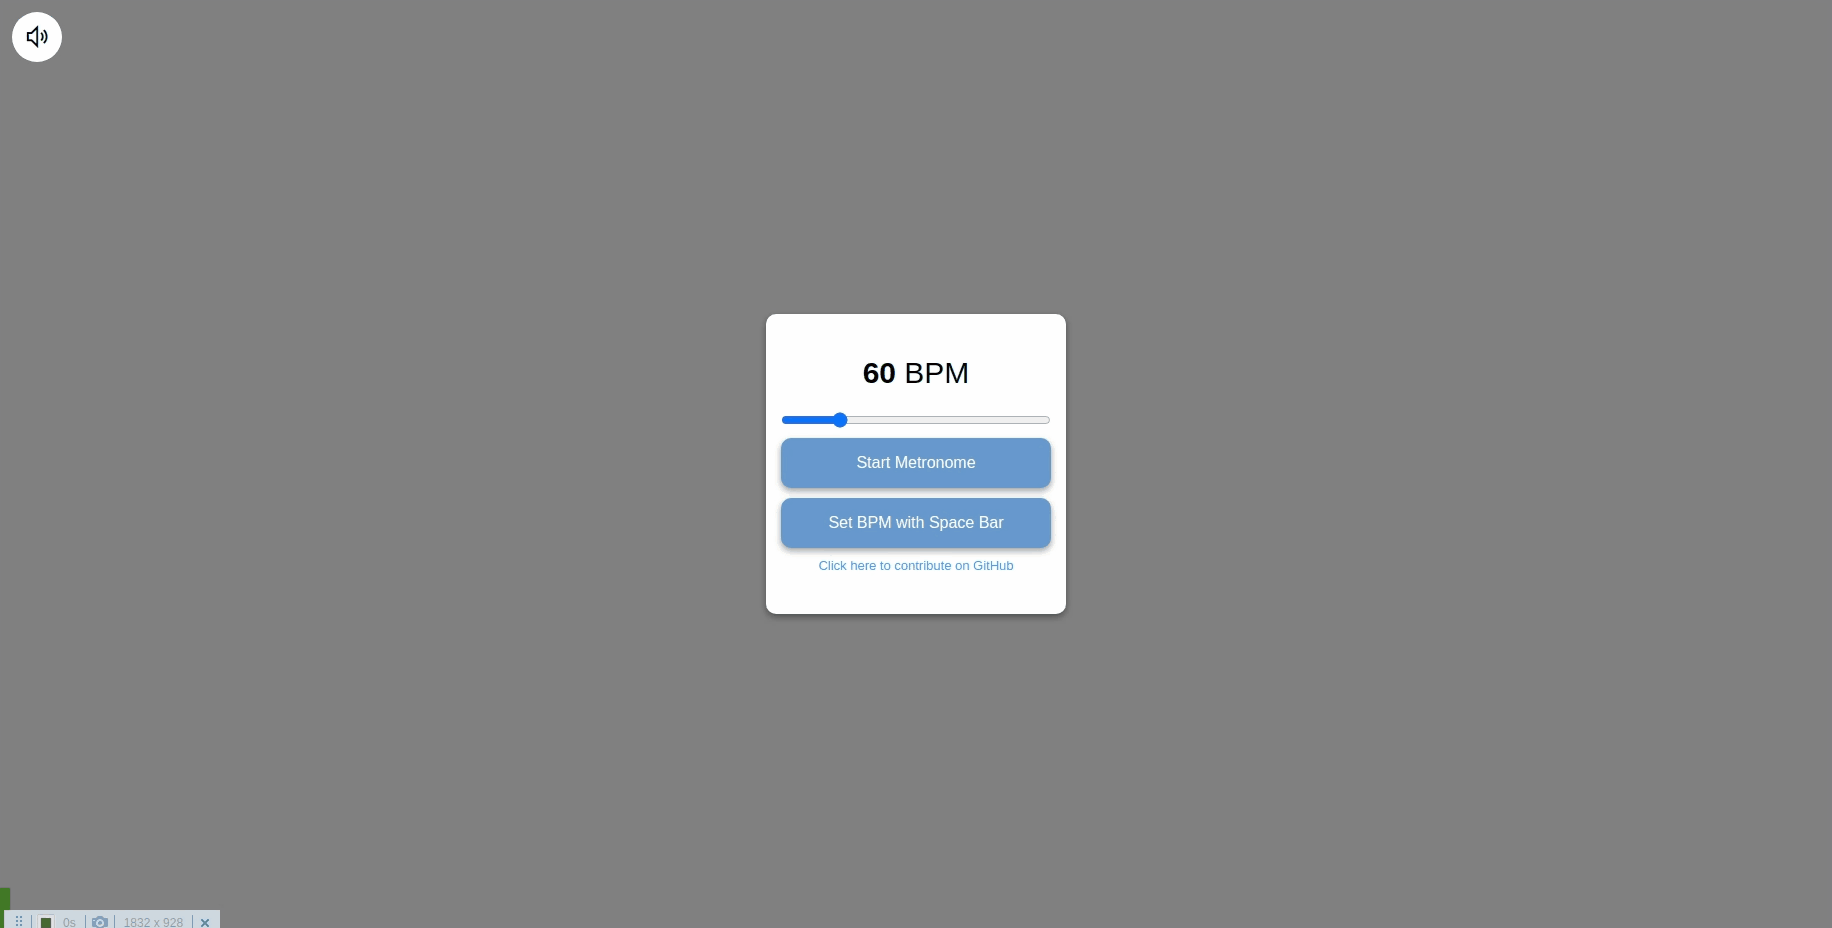 60 BPM
Start Metronome
Set BPM with Space Bar
Click here to contribute on GitHub
0s 1832 x 928